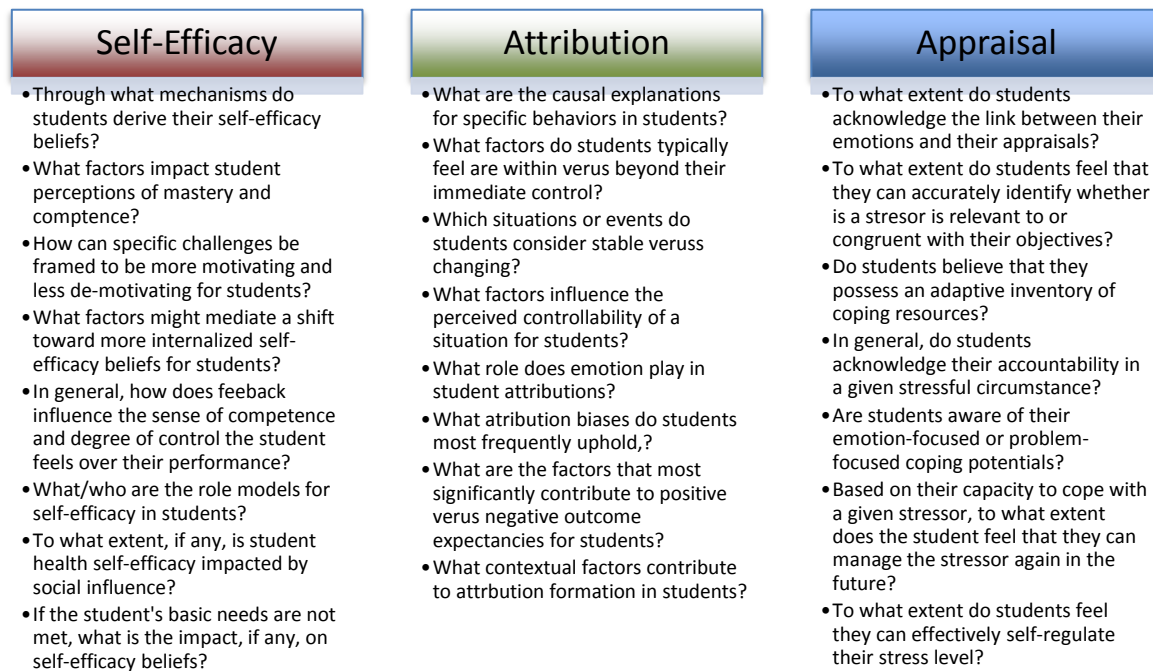 Self-Efficacy
•Through what mechanisms do
students derive their self-efficacy
beliefs?
•What factors impact student
perceptions of mastery and
comptence?
•How can specific challenges be
framed to be more motivating and
less de-motivating for students?
•What factors might mediate a shift
toward more internalized self-
efficacy beliefs for students?
•In general, how does feeback
influence the sense of competence
and degree of control the student
feels over their performance?
•What/who are the role models for
self-efficacy in students?
•To what extent, if any, is student
health self-efficacy impacted by
social influence?
•If the student's basic needs are not
met, what is the impact, if any, on
self-efficacy beliefs?
Attribution
•What are the causal explanations
for specific behaviors in students?
•What factors do students typically
feel are within verus beyond their
immediate control?
•Which situations or events do
students consider stable veruss
changing?
•What factors influence the
perceived controllability of a
situation for students?
•What role does emotion play in
student attributions?
•What atribution biases do students
most frequently uphold,?
•What are the factors that most
significantly contribute to positive
verus negative outcome
expectancies for students?
•What contextual factors contribute
to attrbution formation in students?
Appraisal
•To what extent do students
acknowledge the link between their
emotions and their appraisals?
•To what extent do students feel that
they can accurately identify whether
is a stresor is relevant to or
congruent with their objectives?
•Do students believe that they
possess an adaptive inventory of
coping resources?
•In general, do students
acknowledge their accountability in
a given stressful circumstance?
•Are students aware of their
emotion-focused or problem-
focused coping potentials?
•Based on their capacity to cope with
a given stressor, to what extent
does the student feel that they can
manage the stressor again in the
future?
•To what extent do students feel
they can effectively self-regulate
their stress level?